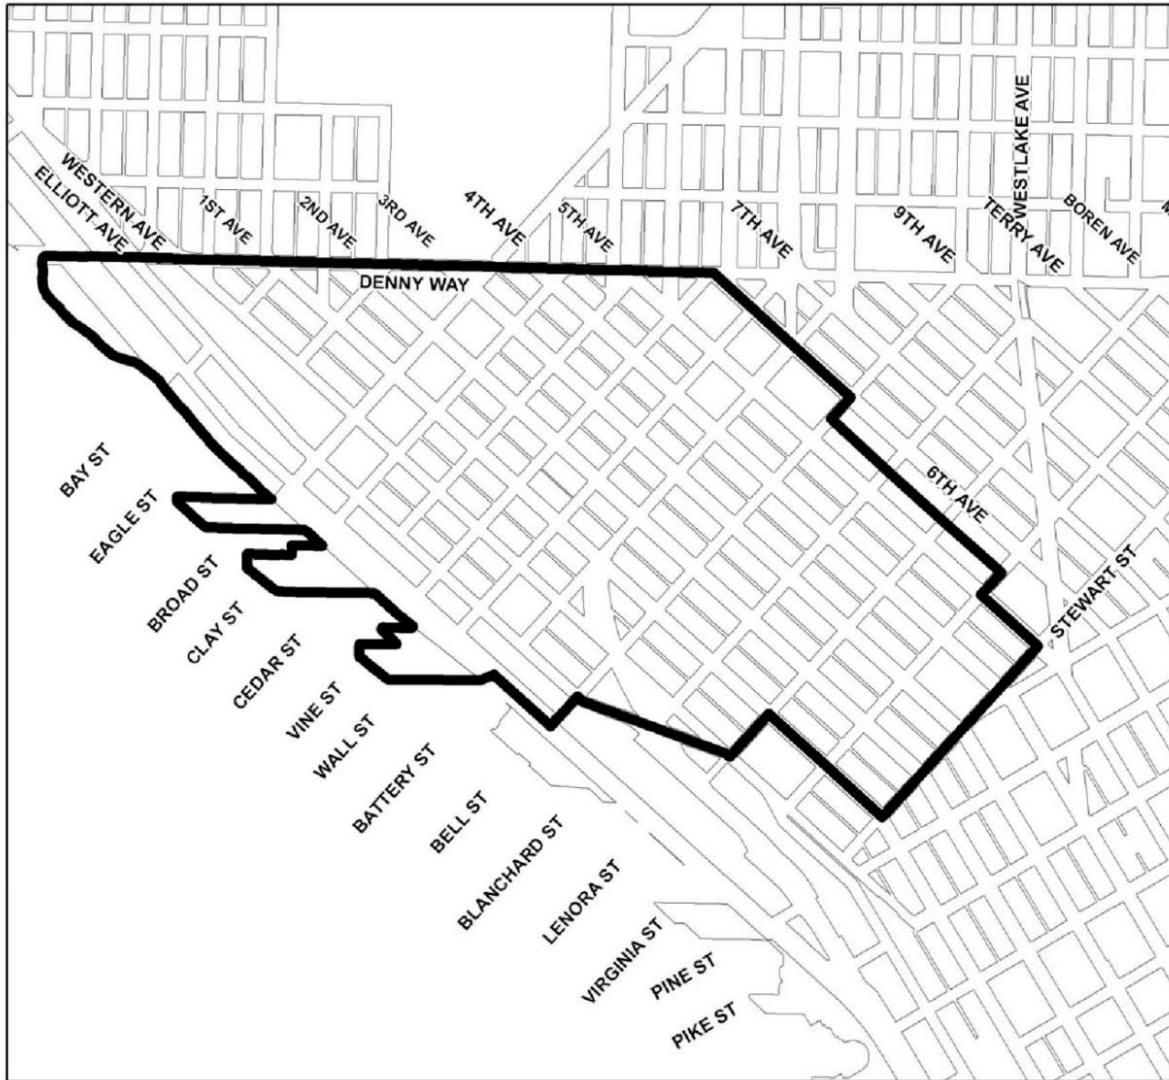 WESTLAKE AVE
WESTERN AVE
ELLIOTT AVE
1ST AVE
2ND AVE
3RD AVE
4TH AVE
5TH AVE
7TH AVE
9TH AVE
TERRY AVE
BOREN AVE
DENNY WAY
6TH AVE
STEWART ST
BAY ST
EAGLE ST
BROAD ST
CLAY ST
CEDAR ST
VINE ST
WALL ST
BATTERY ST
BELL ST
BLANCHARD ST
LENORA ST
VIRGINIA ST
PINE ST
PIKE ST